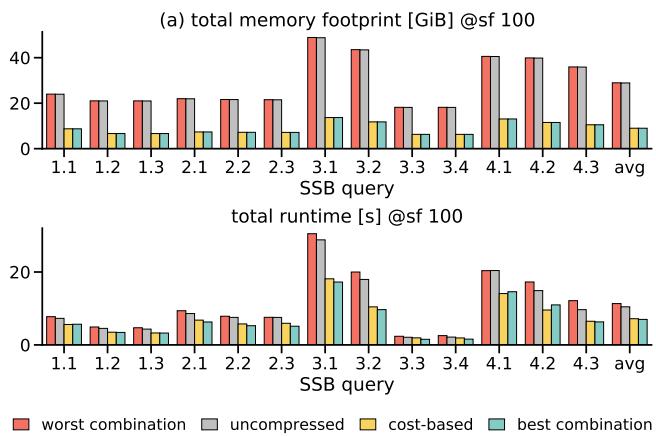 (a) total memory footprint [GiB] @sf 100
40
20
0
1.1 1.2 1.3 2.1 2.2 2.3 3.1 3.2 3.3 3.4 4.1 4.2 4.3 avg
SSB query
total runtime [s] @sf 100
20
0
1.1 1.2 1.3 2.1 2.2 2.3 3.1 3.2 3.3 3.4 4.1 4.2 4.3 avg
SSB query
worst combination uncompressed cost-based best combination